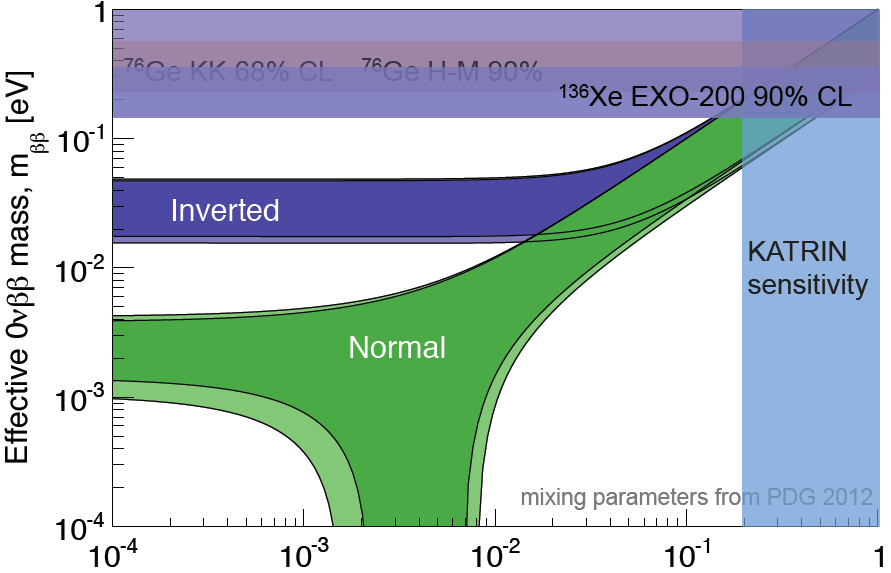 1
⁷⁶Ge KK 68% CL ⁷⁶Ge H-M 90%
¹³⁶Xe EXO-200 90% CL
10⁻¹
Effective 0νββ mass, m_ββ [eV]
Inverted
KATRIN
sensitivity
10⁻²
Normal
10⁻³
mixing parameters from PDG 2012
10⁻⁴
10⁻⁴ 10⁻³ 10⁻² 10⁻¹ 1